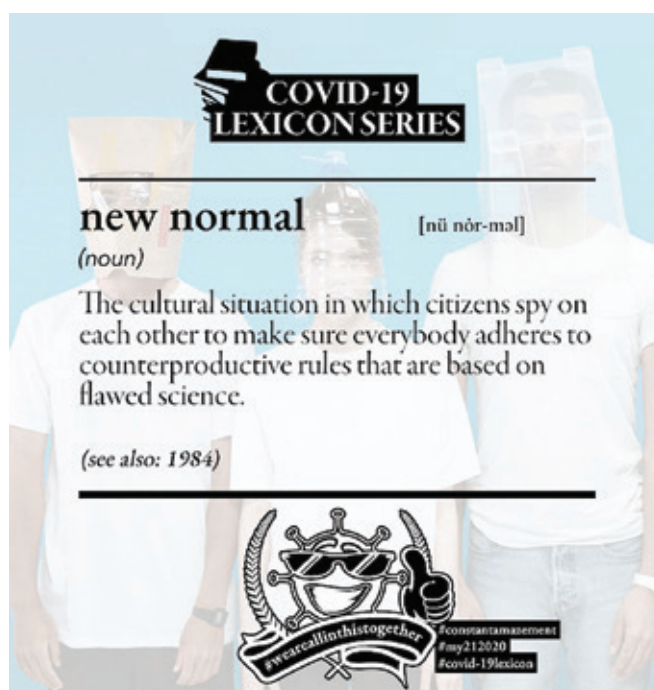 COVID-19
LEXICON SERIES
new normal [nü nȯr-məl]
(noun)
The cultural situation in which citizens spy on
each other to make sure everybody adheres to
counterproductive rules that are based on
flawed science.
(see also: 1984)
#weareallinthistogether
#constantamazement
#my212020
#covid-19lexicon